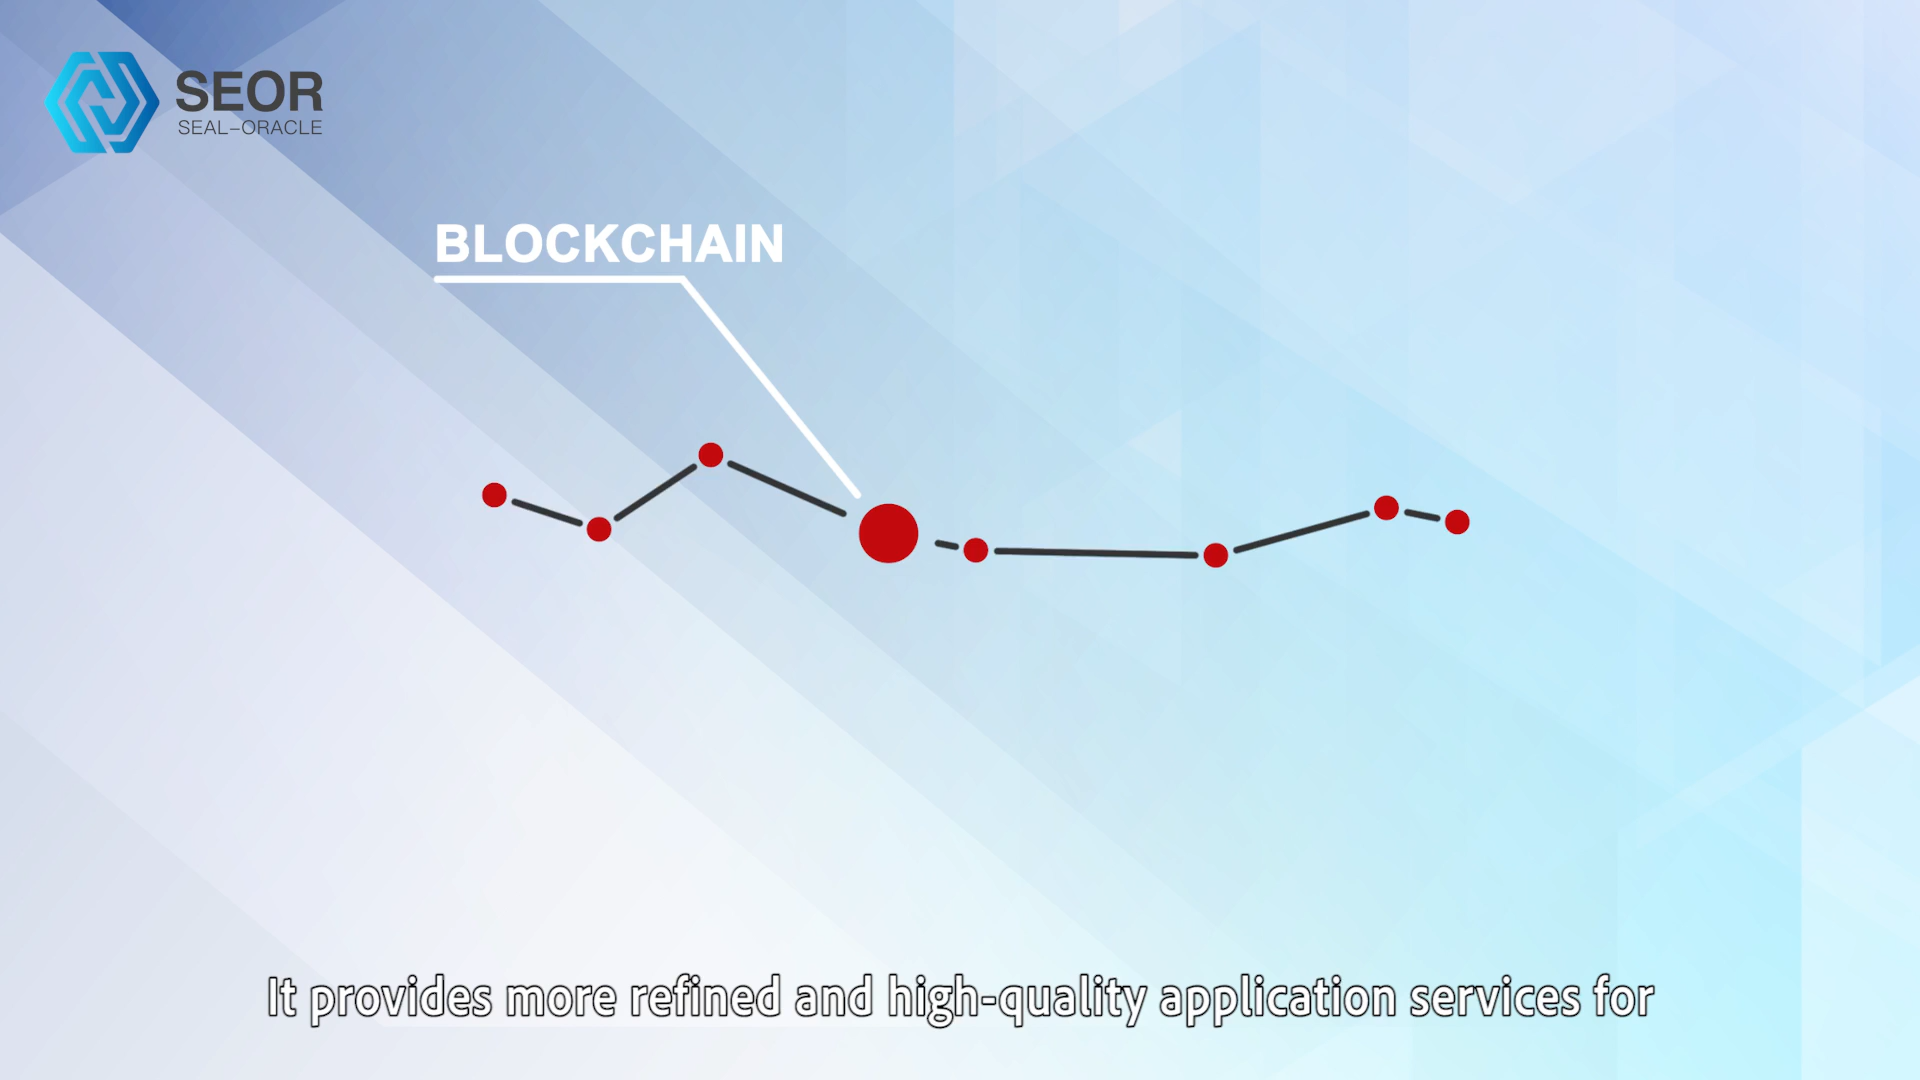 SEOR
SEAL-ORACLE
BLOCKCHAIN
It provides more refined and high-quality application services for